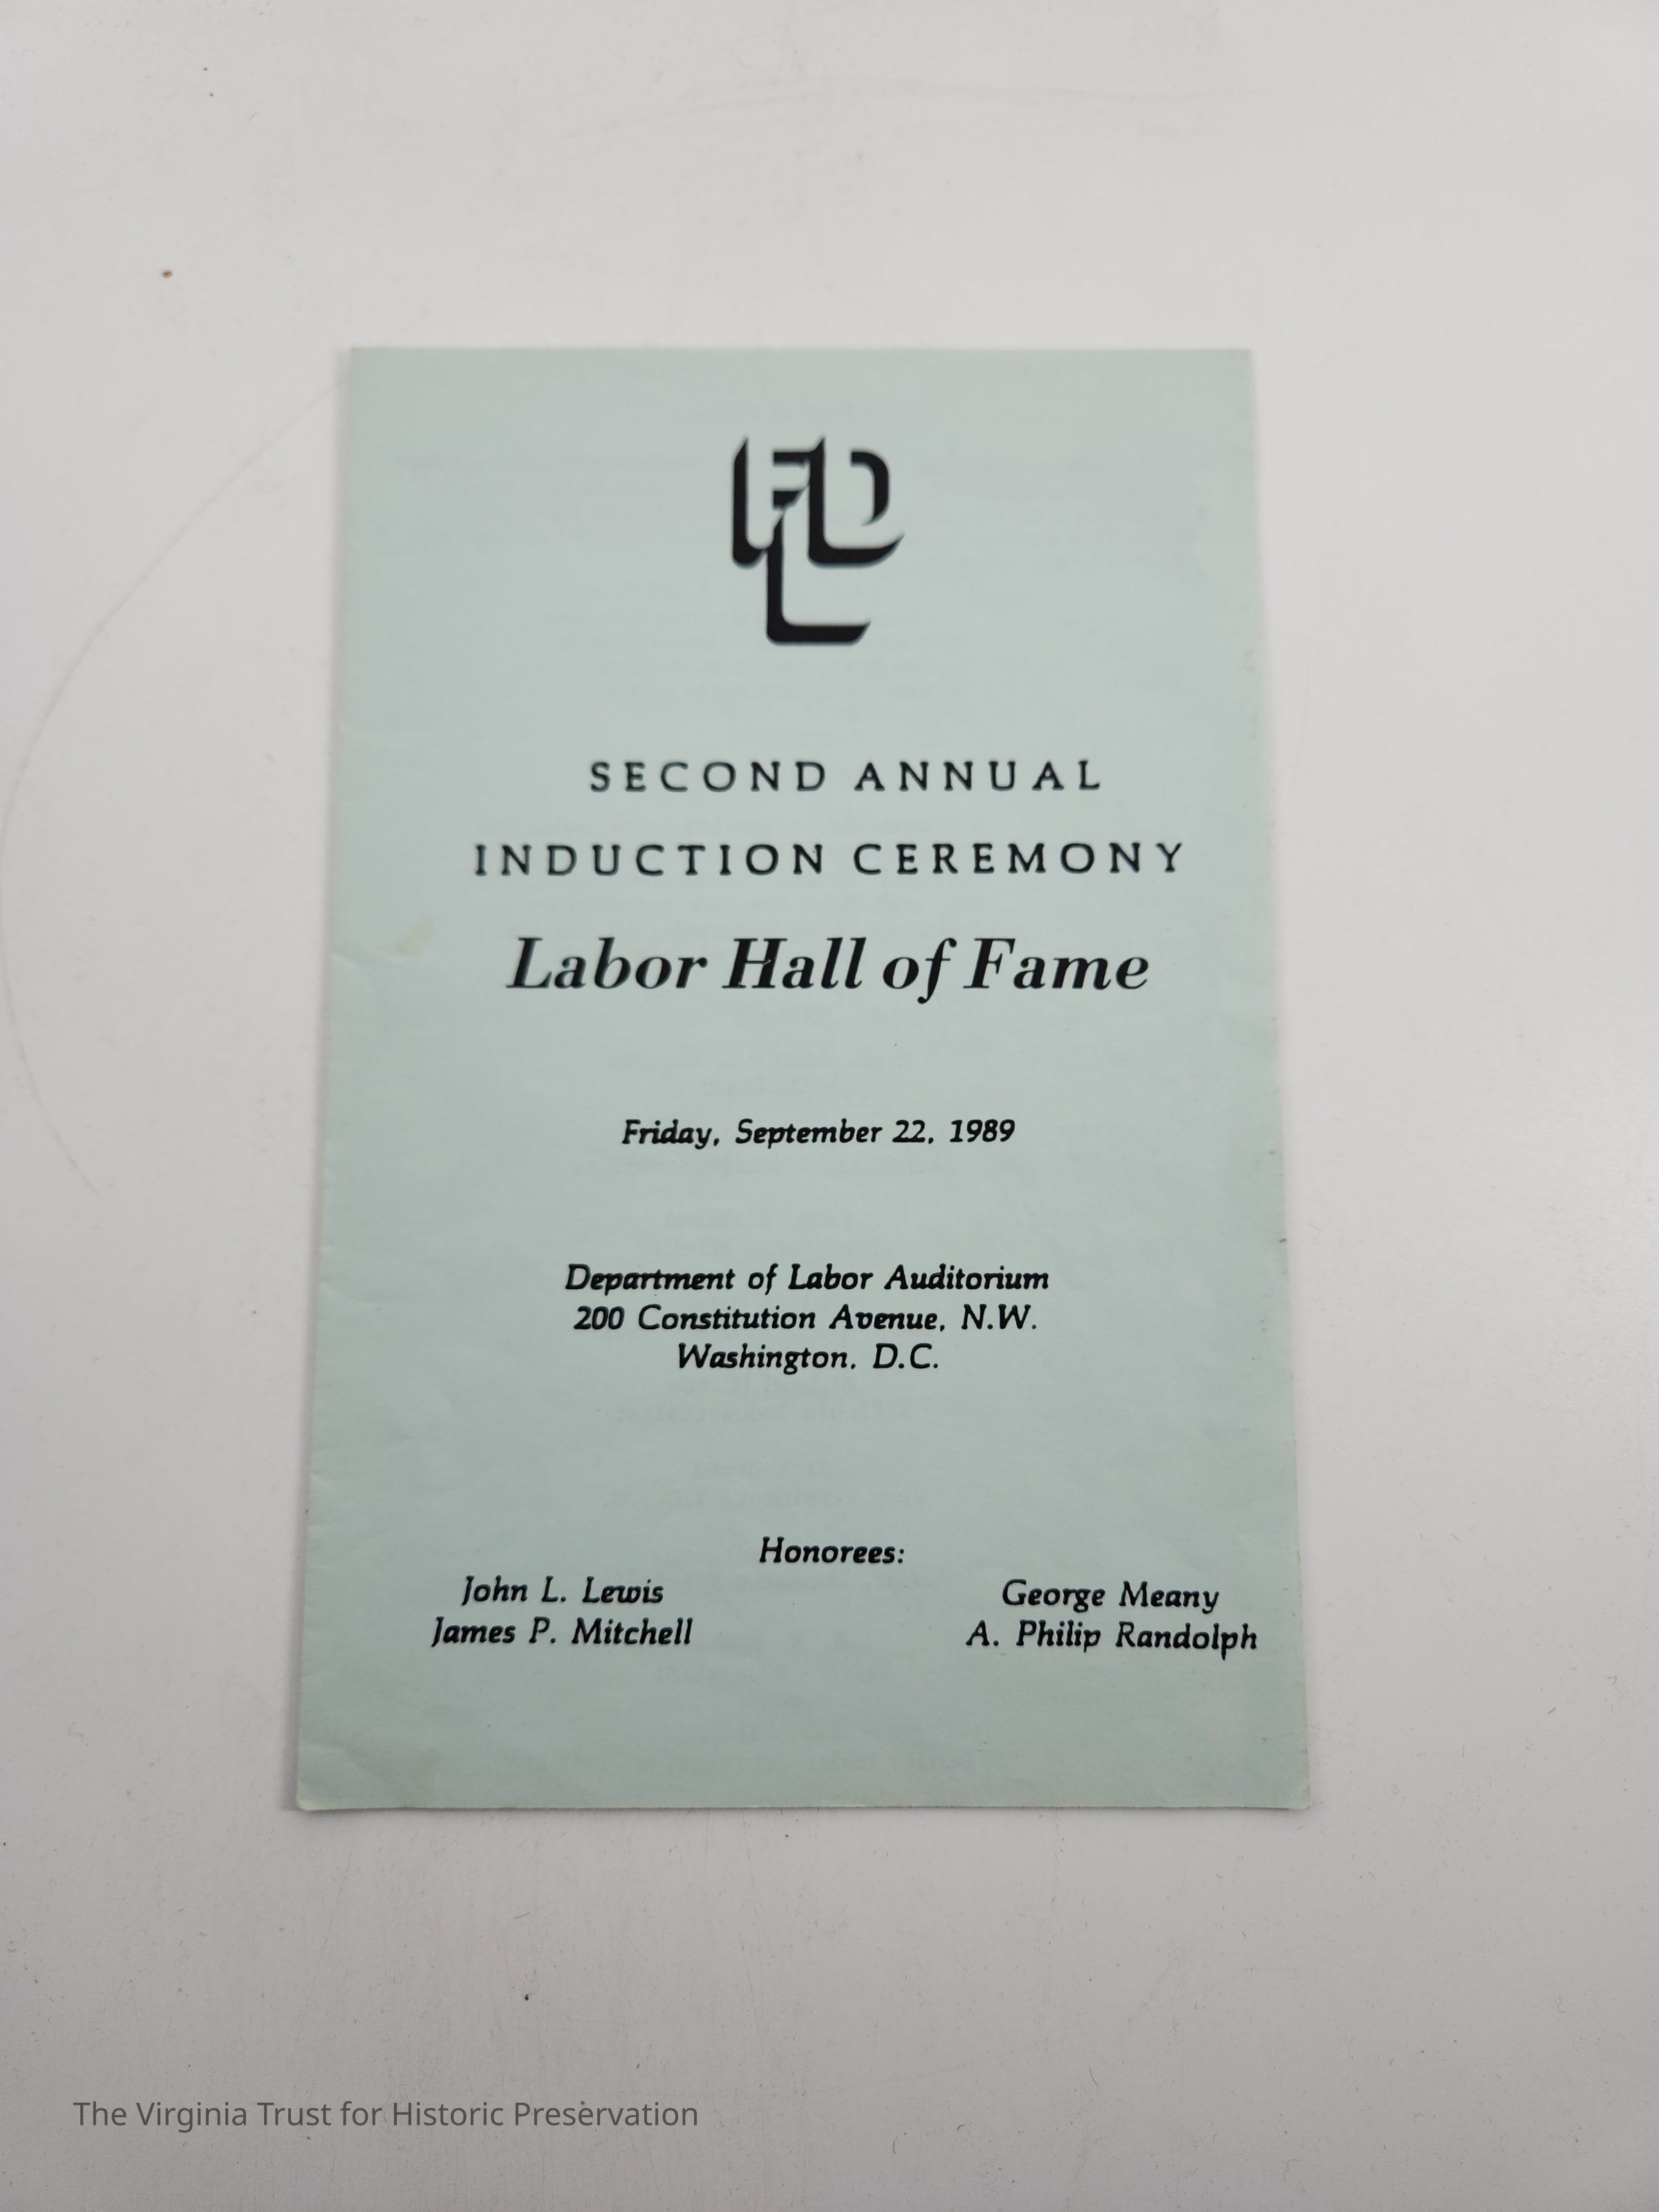 FDL
SECOND ANNUAL
INDUCTION CEREMONY
Labor Hall of Fame
Friday, September 22, 1989
Department of Labor Auditorium
200 Constitution Avenue, N.W.
Washington, D.C.
Honorees:
John L. Lewis George Meany
James P. Mitchell A. Philip Randolph
The Virginia Trust for Historic Preservation